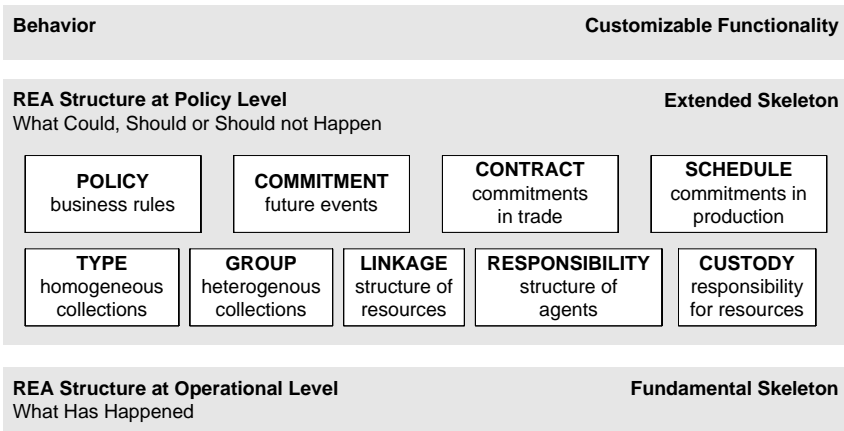 Behavior
Customizable Functionality
REA Structure at Policy Level
Extended Skeleton
What Could, Should or Should not Happen
POLICY
business rules
COMMITMENT
future events
CONTRACT
commitments
in trade
SCHEDULE
commitments in
production
TYPE
homogeneous
collections
GROUP
heterogenous
collections
LINKAGE
structure of
resources
RESPONSIBILITY
structure of
agents
CUSTODY
responsibility
for resources
REA Structure at Operational Level
Fundamental Skeleton
What Has Happened